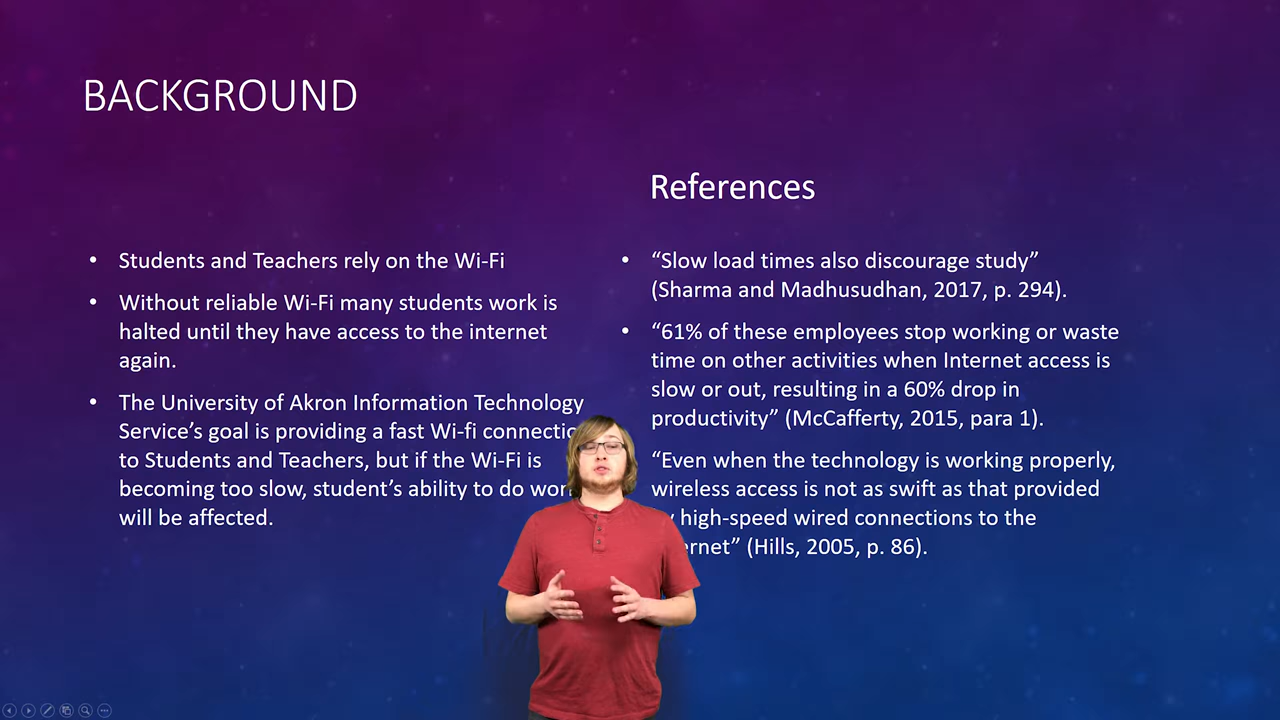 BACKGROUND
References
• Students and Teachers rely on the Wi-Fi
• Without reliable Wi-Fi many students work is
halted until they have access to the internet
again.
• The University of Akron Information Technology
Service’s goal is providing a fast Wi-fi
to Students and Teachers, but if the Wi-Fi is
becoming too slow, student’s ability to do
will be affected.
• “Slow load times also discourage study”
(Sharma and Madhusudhan, 2017, p. 294).
• “61% of these employees stop working or waste
time on other activities when Internet access is
slow or out, resulting in a 60% drop in
productivity” (McCafferty, 2015, para 1).
“Even when the technology is working properly,
wireless access is not as swift as that provided
high-speed wired connections to the
(Hills, 2005, p. 86).